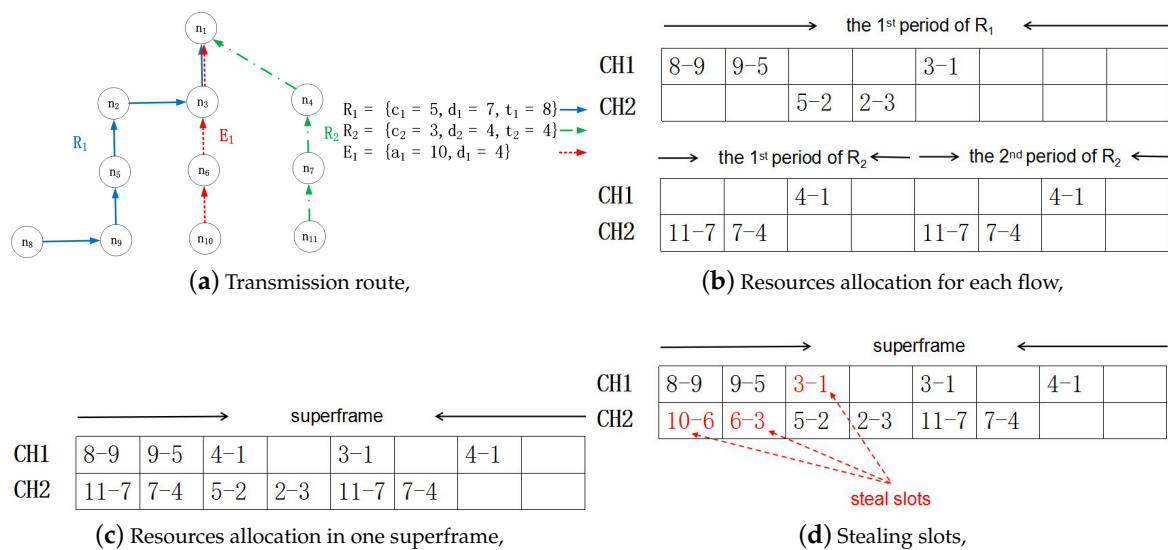 n₁
n₂
n₃
n₄
R₁ = {c₁ = 5, d₁ = 7, t₁ = 8}
R₂ = {c₂ = 3, d₂ = 4, t₂ = 4}
E₁ = {a₁ = 10, d₁ = 4}
R₁
E₁
R₂
n₅
n₆
n₇
n₈
n₉
n₁₀
n₁₁
(a) Transmission route,
the 1st period of R₁
CH1 8−9 9−5 3−1
CH2 5−2 2−3
the 1st period of R₂ the 2nd period of R₂
CH1 4−1 4−1
CH2 11−7 7−4 11−7 7−4
(b) Resources allocation for each flow,
superframe
CH1 8−9 9−5 4−1 3−1 4−1
CH2 11−7 7−4 5−2 2−3 11−7 7−4
(c) Resources allocation in one superframe,
superframe
CH1 8−9 9−5 3−1 3−1 4−1
CH2 10−6 6−3 5−2 2−3 11−7 7−4
steal slots
(d) Stealing slots,